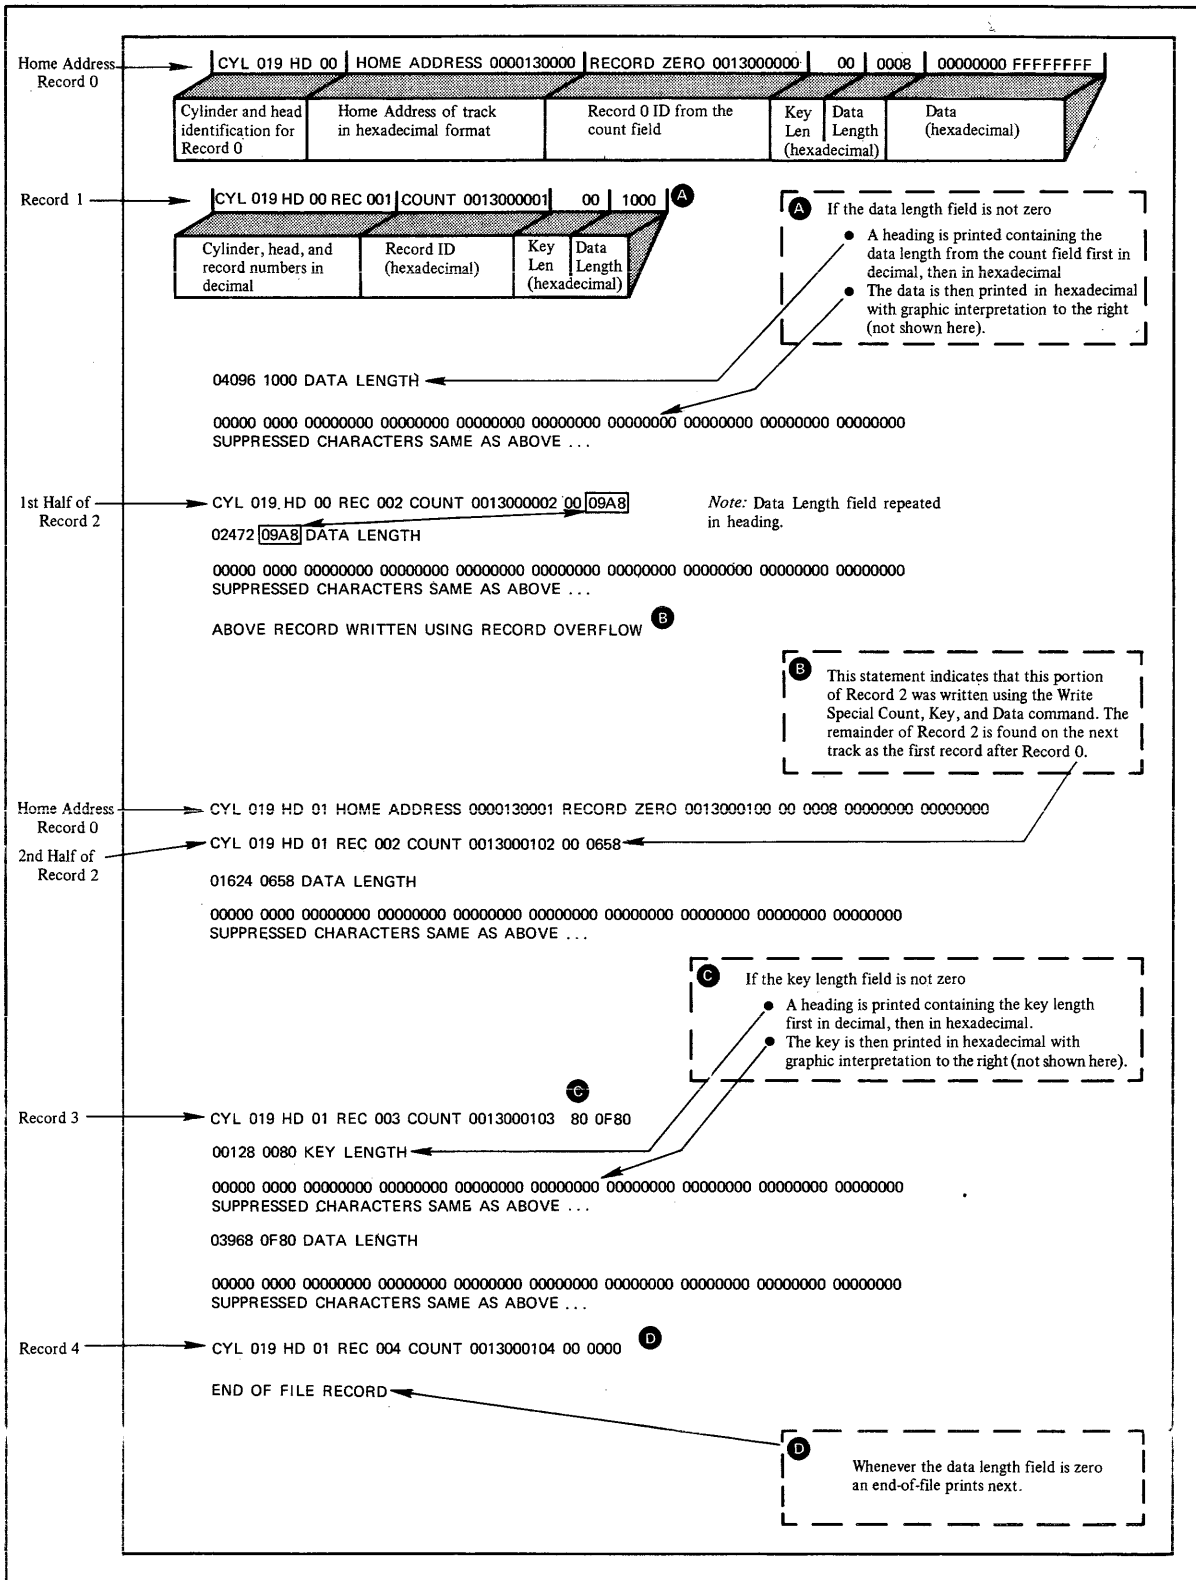 Home Address
Record 0
CYL 019 HD 00 HOME ADDRESS 0000130000 RECORD ZERO 0013000000 00 0008 00000000 FFFFFFFF
Cylinder and head
identification for
Record 0
Home Address of track
in hexadecimal format
Record 0 ID from the
count field
Key
Len
Data
Length
(hexadecimal)
Data
(hexadecimal)
Record 1
CYL 019 HD 00 REC 001 COUNT 0013000001 00 1000 A
Cylinder, head, and
record numbers in
decimal
Record ID
(hexadecimal)
Key
Len
Data
Length
(hexadecimal)
A If the data length field is not zero
● A heading is printed containing the
data length from the count field first in
decimal, then in hexadecimal
● The data is then printed in hexadecimal
with graphic interpretation to the right
(not shown here).
04096 1000 DATA LENGTH
00000 0000 00000000 00000000 00000000 00000000 00000000 00000000 00000000 00000000
SUPPRESSED CHARACTERS SAME AS ABOVE ...
1st Half of
Record 2
CYL 019 HD 00 REC 002 COUNT 0013000002 00 09A8
Note: Data Length field repeated
in heading.
02472 09A8 DATA LENGTH
00000 0000 00000000 00000000 00000000 00000000 00000000 00000000 00000000 00000000
SUPPRESSED CHARACTERS SAME AS ABOVE ...
ABOVE RECORD WRITTEN USING RECORD OVERFLOW B
B This statement indicates that this portion
of Record 2 was written using the Write
Special Count, Key, and Data command. The
remainder of Record 2 is found on the next
track as the first record after Record 0.
Home Address
Record 0
CYL 019 HD 01 HOME ADDRESS 0000130001 RECORD ZERO 0013000100 00 0008 00000000 00000000
2nd Half of
Record 2
CYL 019 HD 01 REC 002 COUNT 0013000102 00 0658
01624 0658 DATA LENGTH
00000 0000 00000000 00000000 00000000 00000000 00000000 00000000 00000000 00000000
SUPPRESSED CHARACTERS SAME AS ABOVE ...
C If the key length field is not zero
● A heading is printed containing the key length
first in decimal, then in hexadecimal.
● The key is then printed in hexadecimal with
graphic interpretation to the right (not shown here).
C
Record 3
CYL 019 HD 01 REC 003 COUNT 0013000103 80 0F80
00128 0080 KEY LENGTH
00000 0000 00000000 00000000 00000000 00000000 00000000 00000000 00000000 00000000
SUPPRESSED CHARACTERS SAME AS ABOVE ...
03968 0F80 DATA LENGTH
00000 0000 00000000 00000000 00000000 00000000 00000000 00000000 00000000 00000000
SUPPRESSED CHARACTERS SAME AS ABOVE ...
Record 4
CYL 019 HD 01 REC 004 COUNT 0013000104 00 0000 D
END OF FILE RECORD
D Whenever the data length field is zero
an end-of-file prints next.